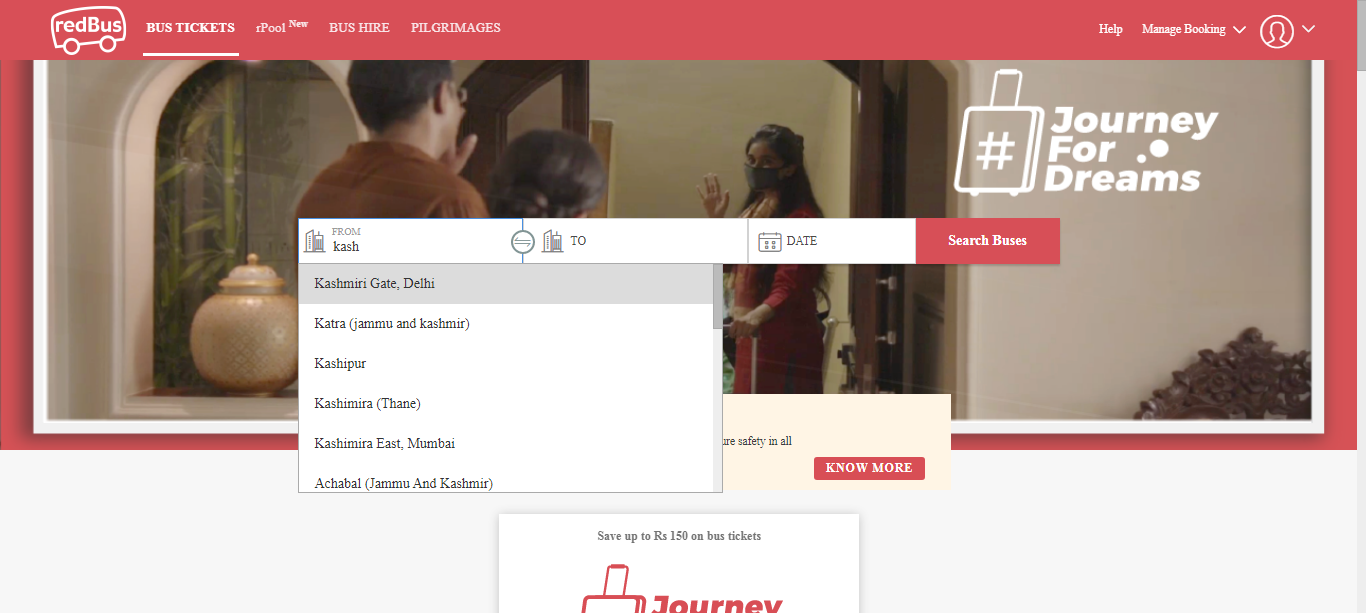 redBus
BUS TICKETS
rPool New
BUS HIRE
PILGRIMAGES
Help
Manage Booking
#
Journey
For
Dreams
FROM
kash
TO
DATE
Search Buses
Kashmiri Gate, Delhi
Katra (jammu and kashmir)
Kashipur
Kashimira (Thane)
Kashimira East, Mumbai
Achabal (Jammu And Kashmir)
safety in all
KNOW MORE
Save up to Rs 150 on bus tickets
Journey